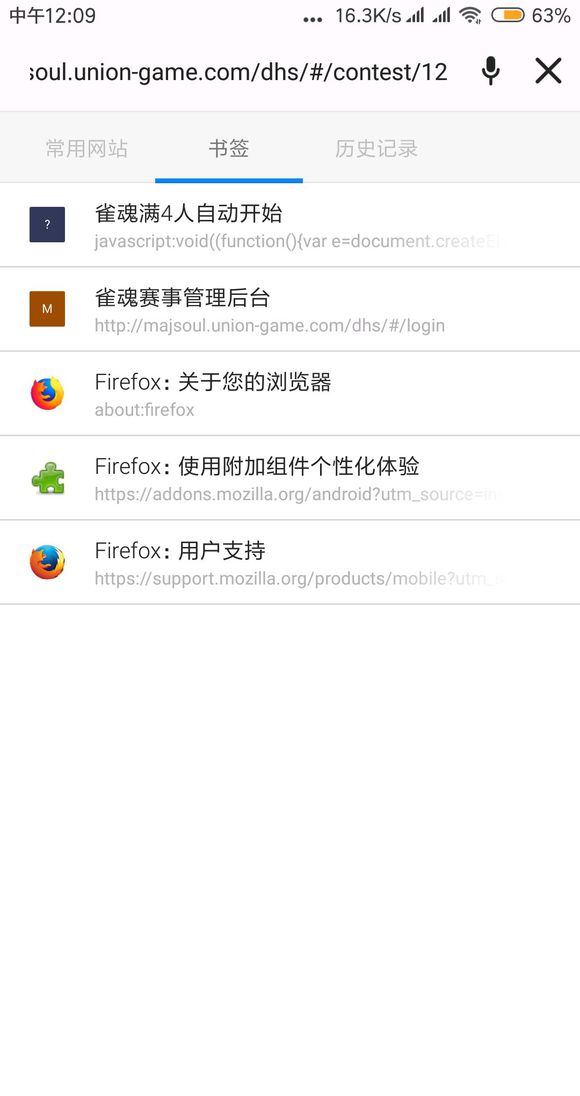 中午12:09 ... 16.3K/s 63%
soul.union-game.com/dhs/#/contest/12
常用网站 书签 历史记录
? 雀魂满4人自动开始
javascript:void((function(){var e=document.createEl
M 雀魂赛事管理后台
http://majsoul.union-game.com/dhs/#/login
Firefox: 关于您的浏览器
about:firefox
Firefox: 使用附加组件个性化体验
https://addons.mozilla.org/android?utm_source=in
Firefox: 用户支持
https://support.mozilla.org/products/mobile?utm_s